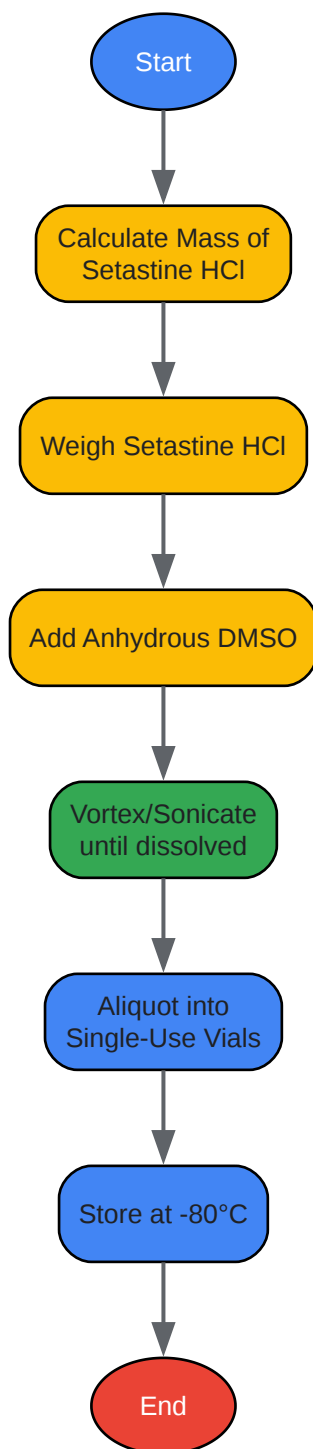 Start
Calculate Mass of
Setastine HCl
Weigh Setastine HCl
Add Anhydrous DMSO
Vortex/Sonicate
until dissolved
Aliquot into
Single-Use Vials
Store at -80°C
End